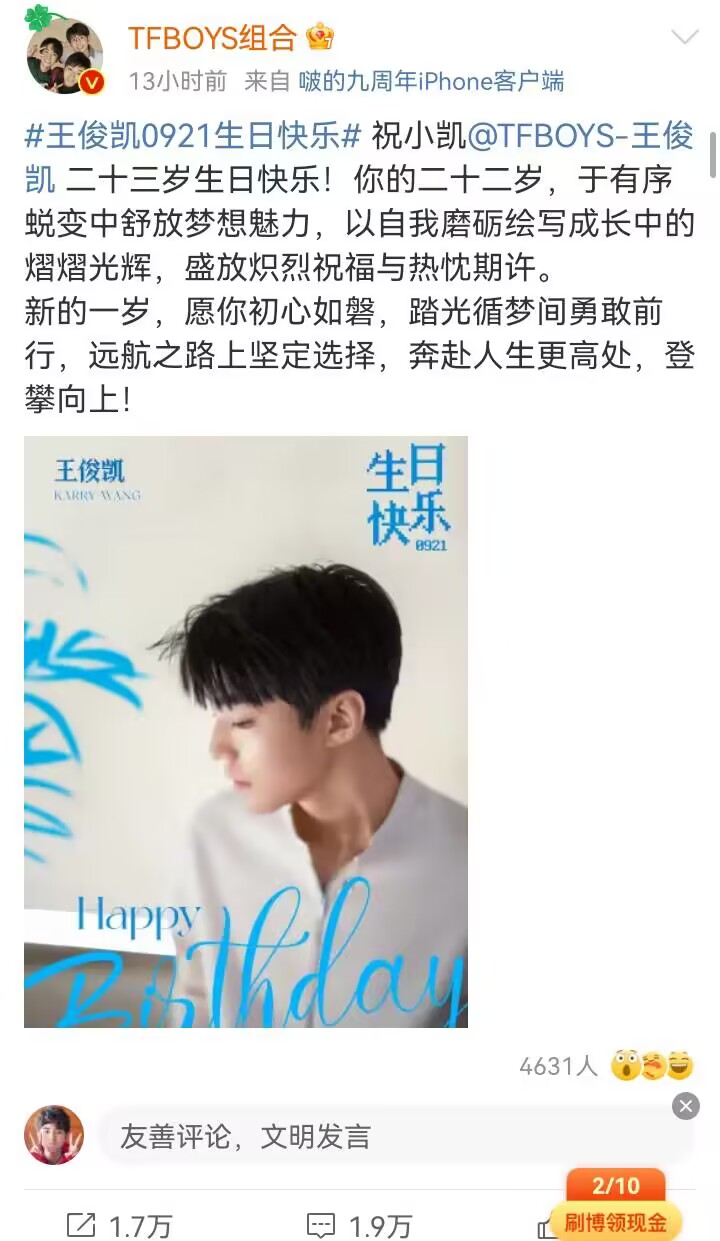 TFBOYS组合
13小时前 来自 啵的九周年iPhone客户端
#王俊凯0921生日快乐# 祝小凯@TFBOYS-王俊
凯 二十三岁生日快乐！你的二十二岁，于有序
蜕变中舒放梦想魅力，以自我磨砺绘写成长中的
熠熠光辉，盛放炽烈祝福与热忱期许。
新的一岁，愿你初心如磐，踏光循梦间勇敢前
行，远航之路上坚定选择，奔赴人生更高处，登
攀向上！
王俊凯
KARRY WANG
生日
快乐
0921
Happy
Birthday
4631人
友善评论，文明发言
1.7万
1.9万
2/10
刷博领现金